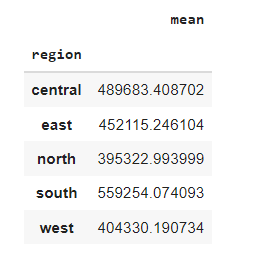 mean
region
central 489683.408702
east 452115.246104
north 395322.993999
south 559254.074093
west 404330.190734